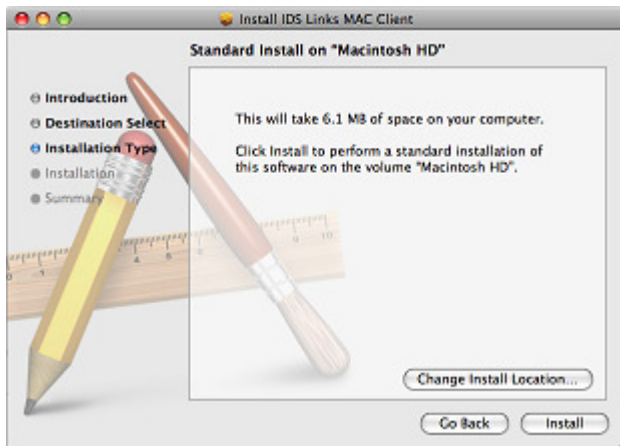 Install IDS Links MAC Client
Standard Install on "Macintosh HD"
Introduction
Destination Select
Installation Type
Installation
Summary
This will take 6.1 MB of space on your computer.
Click Install to perform a standard installation of
this software on the volume "Macintosh HD".
Change Install Location...
Go Back
Install